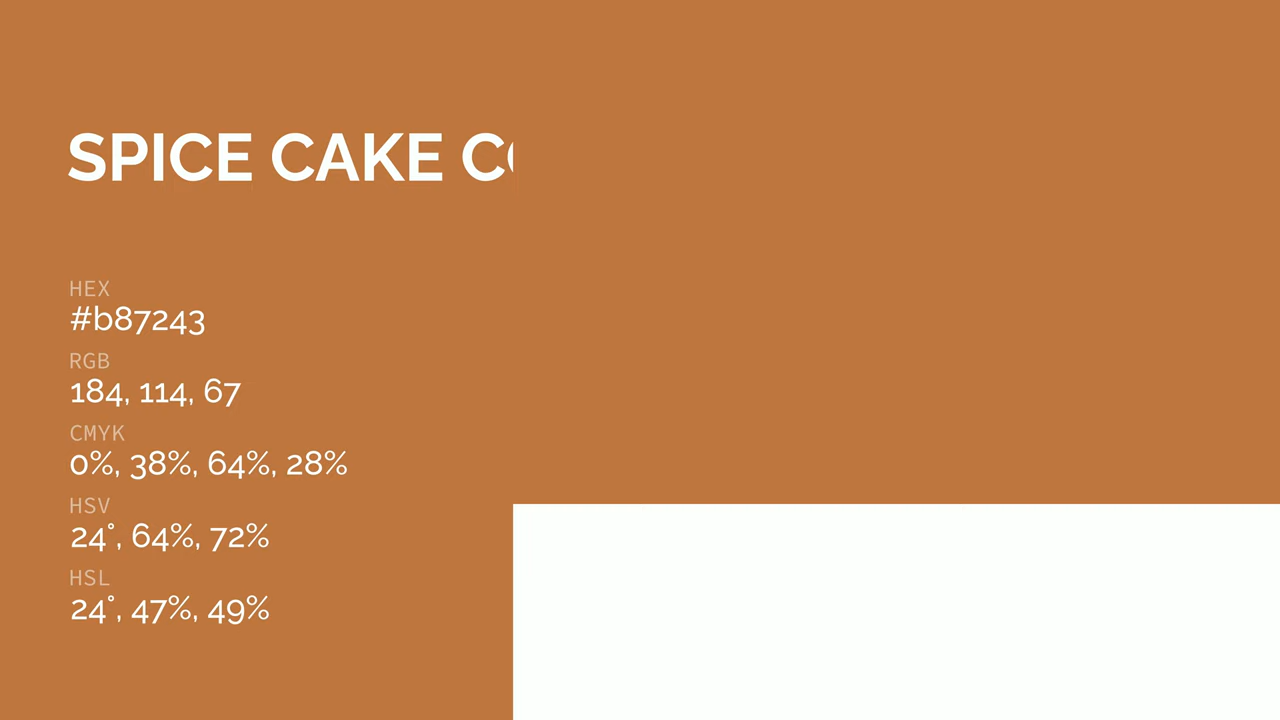 SPICE CAKE
HEX
#b87243
RGB
184, 114, 67
CMYK
0%, 38%, 64%, 28%
HSV
24°, 64%, 72%
HSL
24°, 47%, 49%